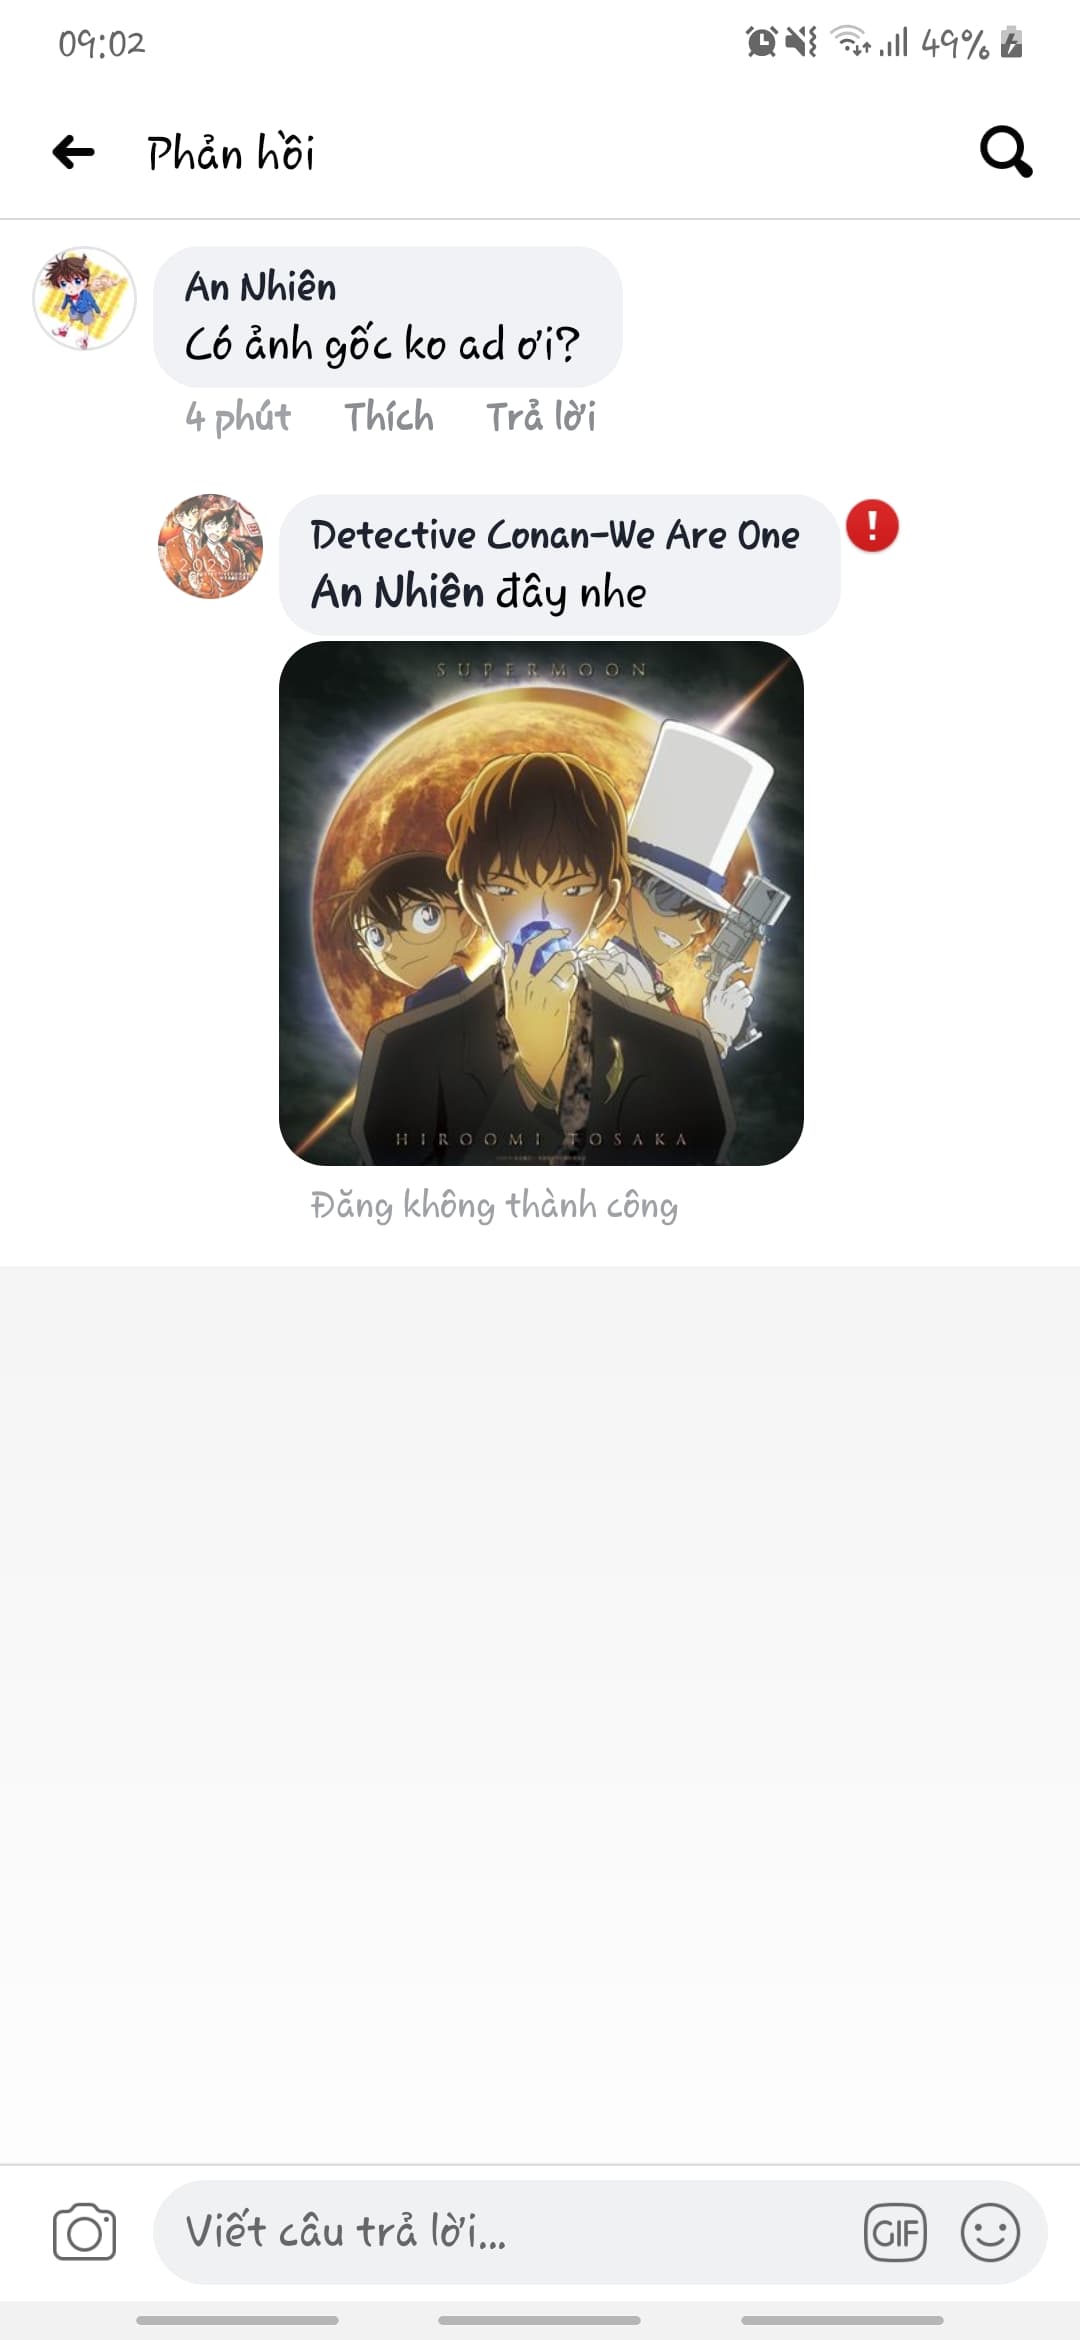 09:02
49%
Phản hồi
An Nhiên
Có ảnh gốc ko ad ơi?
4 phút Thích Trả lời
Detective Conan-We Are One
An Nhiên đây nhe
SUPERMOON
HIROOMI TOSAKA
Đăng không thành công
Viết câu trả lời...
GIF